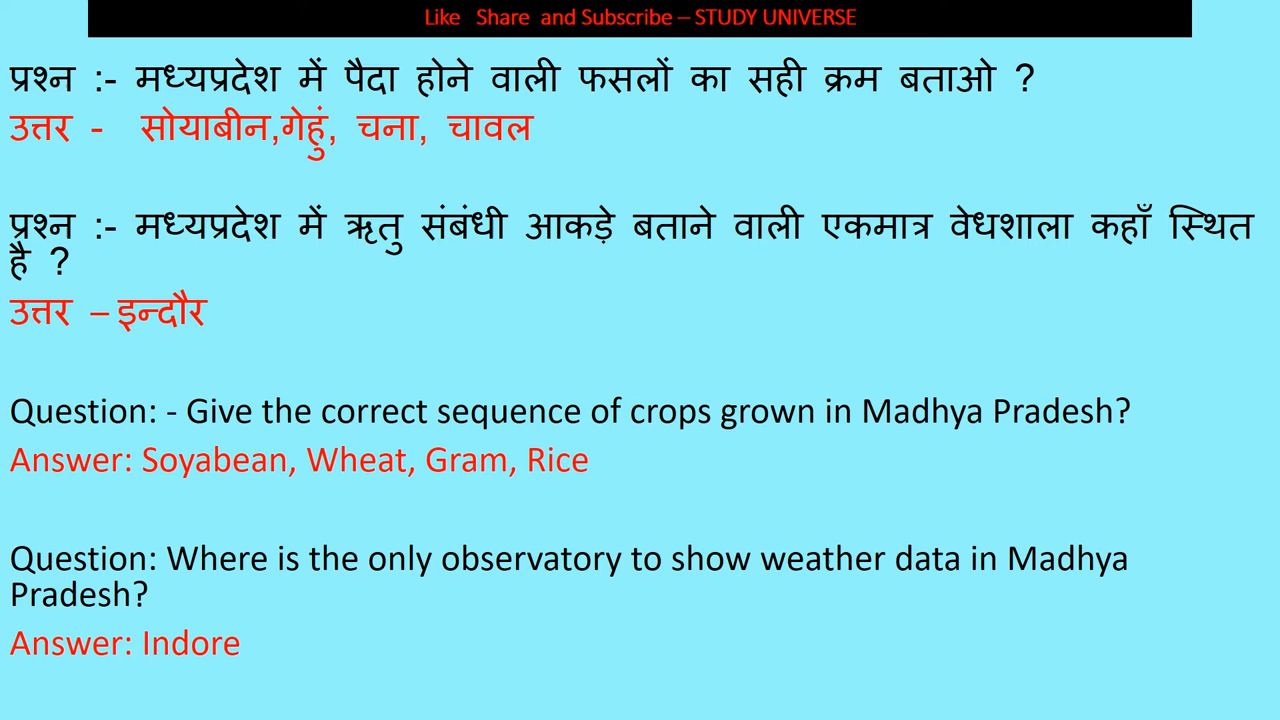 Like Share and Subscribe – STUDY UNIVERSE
प्रश्न :- मध्यप्रदेश में पैदा होने वाली फसलों का सही क्रम बताओ ?
उत्तर - सोयाबीन,गेहुं, चना, चावल
प्रश्न :- मध्यप्रदेश में ऋतु संबंधी आकड़े बताने वाली एकमात्र वेधशाला कहाँ स्थित
है ?
उत्तर – इन्दौर
Question: - Give the correct sequence of crops grown in Madhya Pradesh?
Answer: Soyabean, Wheat, Gram, Rice
Question: Where is the only observatory to show weather data in Madhya
Pradesh?
Answer: Indore